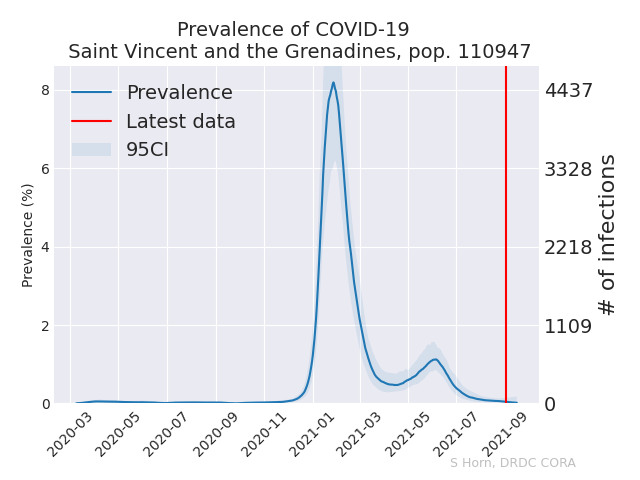 Prevalence of COVID-19
Saint Vincent and the Grenadines, pop. 110947
Prevalence
Latest data
95CI
Prevalence (%)
8
6
4
2
0
4437
3328
2218
1109
0
# of infections
2020-03
2020-05
2020-07
2020-09
2020-11
2021-01
2021-03
2021-05
2021-07
2021-09
S Horn, DRDC CORA